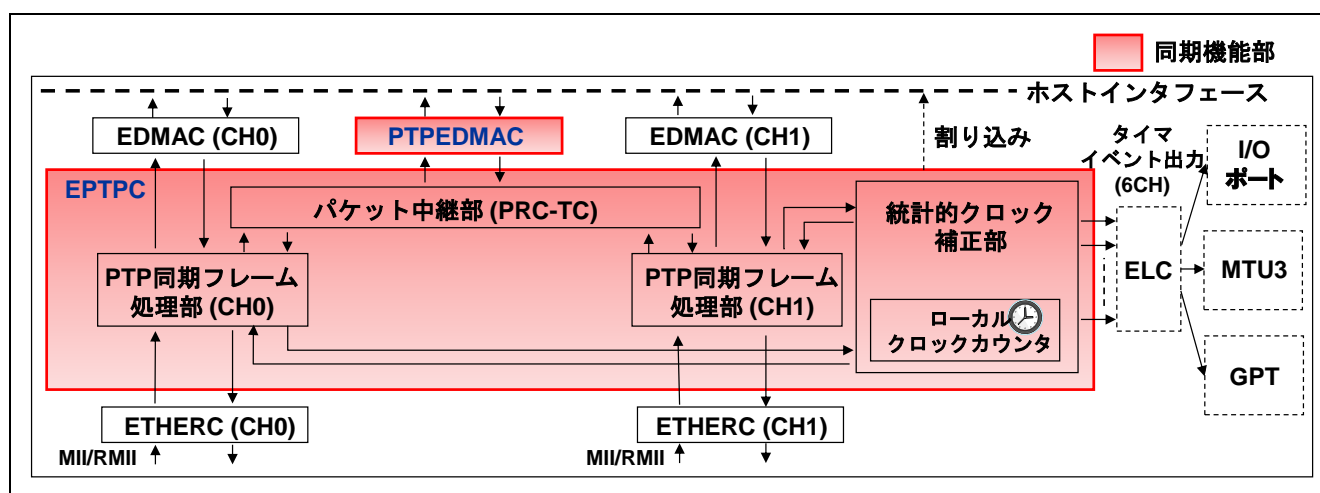 同期機能部
ホストインタフェース
EDMAC (CH0)
PTPEDMAC
EDMAC (CH1)
割り込み
タイマ
イベント出力
(6CH)
I/O
ポート
EPTPC
パケット中継部 (PRC-TC)
統計的クロック
補正部
PTP同期フレーム
処理部 (CH0)
PTP同期フレーム
処理部 (CH1)
ELC
MTU3
ローカル
クロックカウンタ
GPT
ETHERC (CH0)
ETHERC (CH1)
MII/RMII
MII/RMII